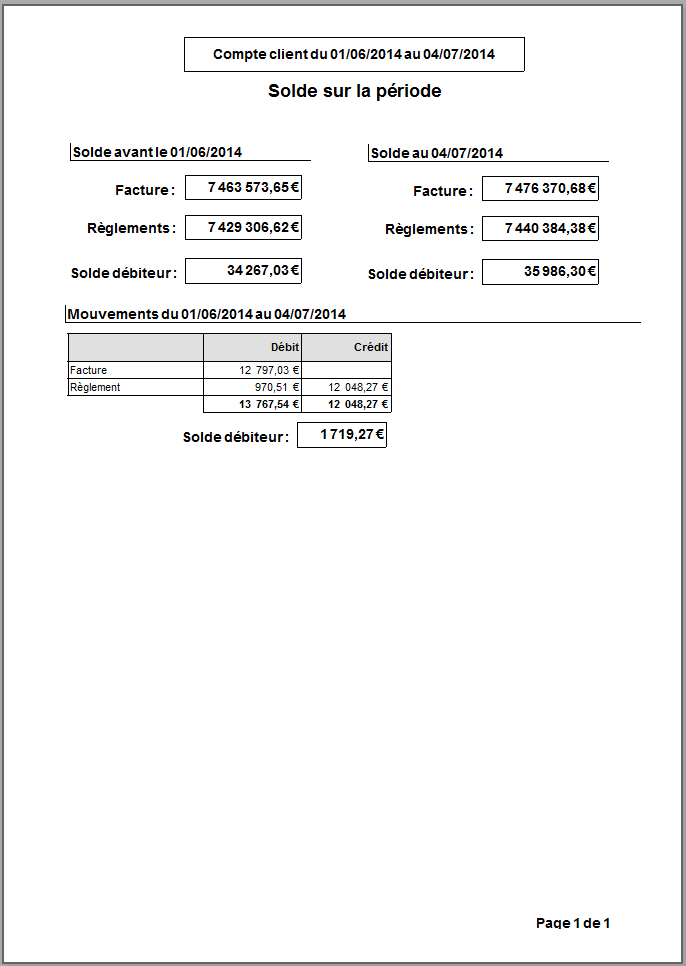 Compte client du 01/06/2014 au 04/07/2014
Solde sur la période
Solde avant le 01/06/2014
Facture : 7 463 573,65 €
Règlements : 7 429 306,62 €
Solde débiteur : 34 267,03 €
Solde au 04/07/2014
Facture : 7 476 370,68 €
Règlements : 7 440 384,38 €
Solde débiteur : 35 986,30 €
Mouvements du 01/06/2014 au 04/07/2014
Débit Crédit
Facture 12 797,03 €
Règlement 970,51 € 12 048,27 €
13 767,54 € 12 048,27 €
Solde débiteur : 1 719,27 €
Page 1 de 1